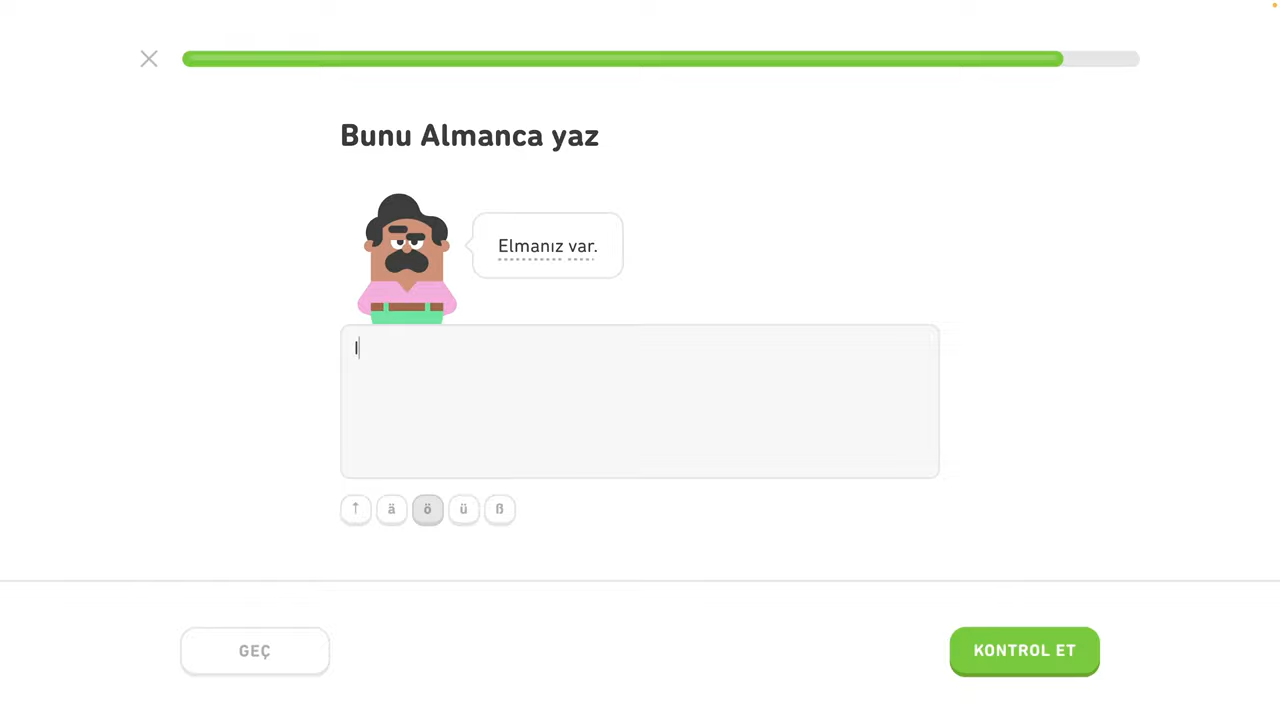 Bunu Almanca yaz
Elmanız var.
I
↑ ä ö ü ß
GEÇ
KONTROL ET